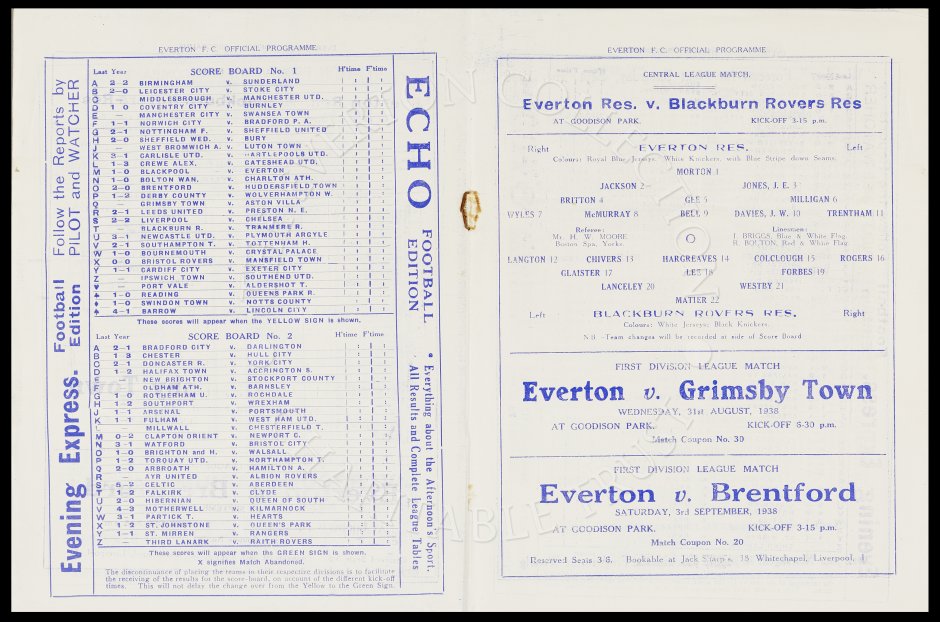 EVERTON F.C. OFFICIAL PROGRAMME
Evening Express. Football Edition
Follow the Reports by PILOT and WATCHER
Last Year SCORE BOARD No. 1 H'time F'time
A 2-2 BIRMINGHAM v. SUNDERLAND
B 2-0 LEICESTER CITY v. STOKE CITY
C MIDDLESBROUGH v. MANCHESTER UTD.
D 1 0 COVENTRY CITY v. BURNLEY
E — MANCHESTER CITY v. SWANSEA TOWN
F 1-1 NORWICH CITY v. BRADFORD P. A.
G 2-1 NOTTINGHAM F. v. SHEFFIELD UNITED
H 2-0 SHEFFIELD WED. v. BURY
J — WEST BROMWICH A. v. LUTON TOWN
K 3-1 CARLISLE UTD. v. HARTLEPOOLS UTD.
L 1-3 CREWE ALEX. v. GATESHEAD UTD.
M 1-0 BLACKPOOL v. EVERTON
N 1-0 BOLTON WAN. v. CHARLTON ATH.
O 2-0 BRENTFORD v. HUDDERSFIELD TOWN
P 1-2 DERBY COUNTY v. WOLVERHAMPTON W.
Q — GRIMSBY TOWN v. ASTON VILLA
R 2-1 LEEDS UNITED v. PRESTON N. E.
S 2-2 LIVERPOOL v. CHELSEA
T BLACKBURN R. v. TRANMERE R.
U 3-1 NEWCASTLE UTD. v. PLYMOUTH ARGYLE
V 2-1 SOUTHAMPTON T. v. TOTTENHAM H.
W 1-0 BOURNEMOUTH v. CRYSTAL PALACE
X 0-0 BRISTOL ROVERS v. MANSFIELD TOWN
Y 1-1 CARDIFF CITY v. EXETER CITY
Z — IPSWICH TOWN v. SOUTHEND UTD.
♥ — PORT VALE v. ALDERSHOT T.
♣ 1-0 READING v. QUEENS PARK R.
♦ 1-0 SWINDON TOWN v. NOTTS COUNTY
♠ 4-1 BARROW v. LINCOLN CITY
These scores will appear when the YELLOW SIGN is shown.
Last Year SCORE BOARD No. 2 H'time F'time
A 2-1 BRADFORD CITY v. DARLINGTON
B 1 3 CHESTER v. HULL CITY
C 2-1 DONCASTER R. v. YORK CITY
D 1-2 HALIFAX TOWN v. ACCRINGTON S.
E — NEW BRIGHTON v. STOCKPORT COUNTY
F OLDHAM ATH. v. BARNSLEY
G 1 0 ROTHERHAM U. v. ROCHDALE
H 1-2 SOUTHPORT v. WREXHAM
J 1-1 ARSENAL v. PORTSMOUTH
K 1-1 FULHAM v. WEST HAM UTD.
MILLWALL v. CHESTERFIELD T.
M 0-2 CLAPTON ORIENT v. NEWPORT C.
N 3-1 WATFORD v. BRISTOL CITY
O 1-0 BRIGHTON and H. v. WALSALL
P 1-2 TORQUAY UTD. v. NORTHAMPTON T.
Q 2-0 ARBROATH v. HAMILTON A.
R AYR UNITED v. ALBION ROVERS
S 5-2 CELTIC v. ABERDEEN
T 1-2 FALKIRK v. CLYDE
U 2-0 HIBERNIAN v. QUEEN OF SOUTH
V 4-3 MOTHERWELL v. KILMARNOCK
W 3-1 PARTICK T. v. HEARTS
X 1-2 ST. JOHNSTONE v. QUEEN'S PARK
Y 1-1 ST. MIRREN v. RANGERS
Z — THIRD LANARK v. RAITH ROVERS
These scores will appear when the GREEN SIGN is shown.
X signifies Match Abandoned.
The discontinuance of placing the teams in their respective divisions is to facilitate
the receiving of the results for the score-board, on account of the different kick-off
times. This will not delay the change over from the Yellow to the Green Sign.
ECHO FOOTBALL EDITION
• Everything about the Afternoon's Sport.
All Results and Complete League Tables
EVERTON F.C. OFFICIAL PROGRAMME
CENTRAL LEAGUE MATCH.
Everton Res. v. Blackburn Rovers Res
AT GOODISON PARK. KICK-OFF 3-15 p.m.
Right EVERTON RES. Left
Colours: Royal Blue Jerseys, White Knickers, with Blue Stripe down Seams.
MORTON 1
JACKSON 2 JONES, J. E. 3
BRITTON 4 GEE 5 MILLIGAN 6
WYLES 7 McMURRAY 8 BELL 9 DAVIES, J. W. 10 TRENTHAM 11
Referee: Linesmen:
Mr. H. W. MOORE J. BRIGGS, Blue & White Flag.
Boston Spa, Yorks. R. BOLTON, Red & White Flag.
LANGTON 12 CHIVERS 13 HARGREAVES 14 COLCLOUGH 15 ROGERS 16
GLAISTER 17 LEE 18 FORBES 19
LANCELEY 20 WESTBY 21
MATIER 22
Left BLACKBURN ROVERS RES. Right
Colours: White Jerseys; Black Knickers.
N.B.—Team changes will be recorded at side of Score Board
FIRST DIVISION LEAGUE MATCH
Everton v. Grimsby Town
WEDNESDAY, 31st AUGUST, 1938
AT GOODISON PARK. KICK-OFF 6-30 p.m.
Match Coupon No. 30
FIRST DIVISION LEAGUE MATCH
Everton v. Brentford
SATURDAY, 3rd SEPTEMBER, 1938
AT GOODISON PARK. KICK-OFF 3-15 p.m.
Match Coupon No. 20
Reserved Seats 3/8. Bookable at Jack Sharp's, 38 Whitechapel, Liverpool, 1